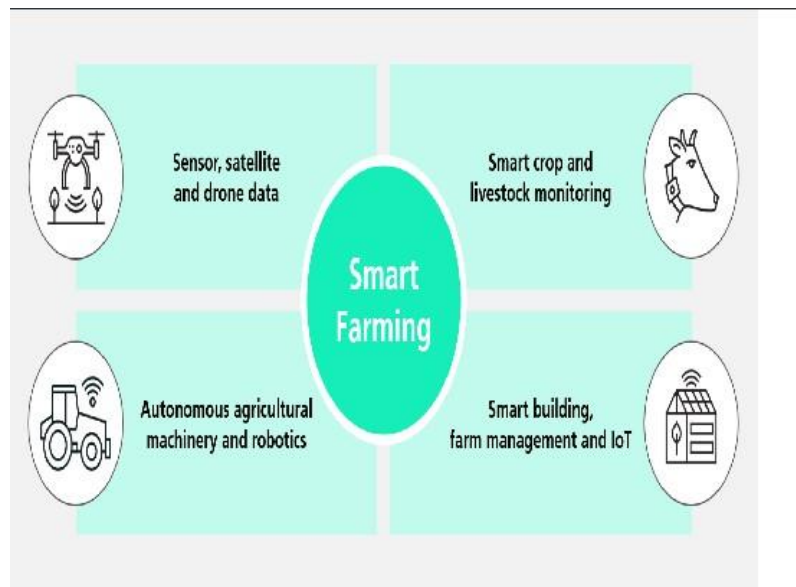 Sensor, satellite
and drone data
Smart crop and
livestock monitoring
Smart
Farming
Autonomous agricultural
machinery and robotics
Smart building,
farm management and IoT